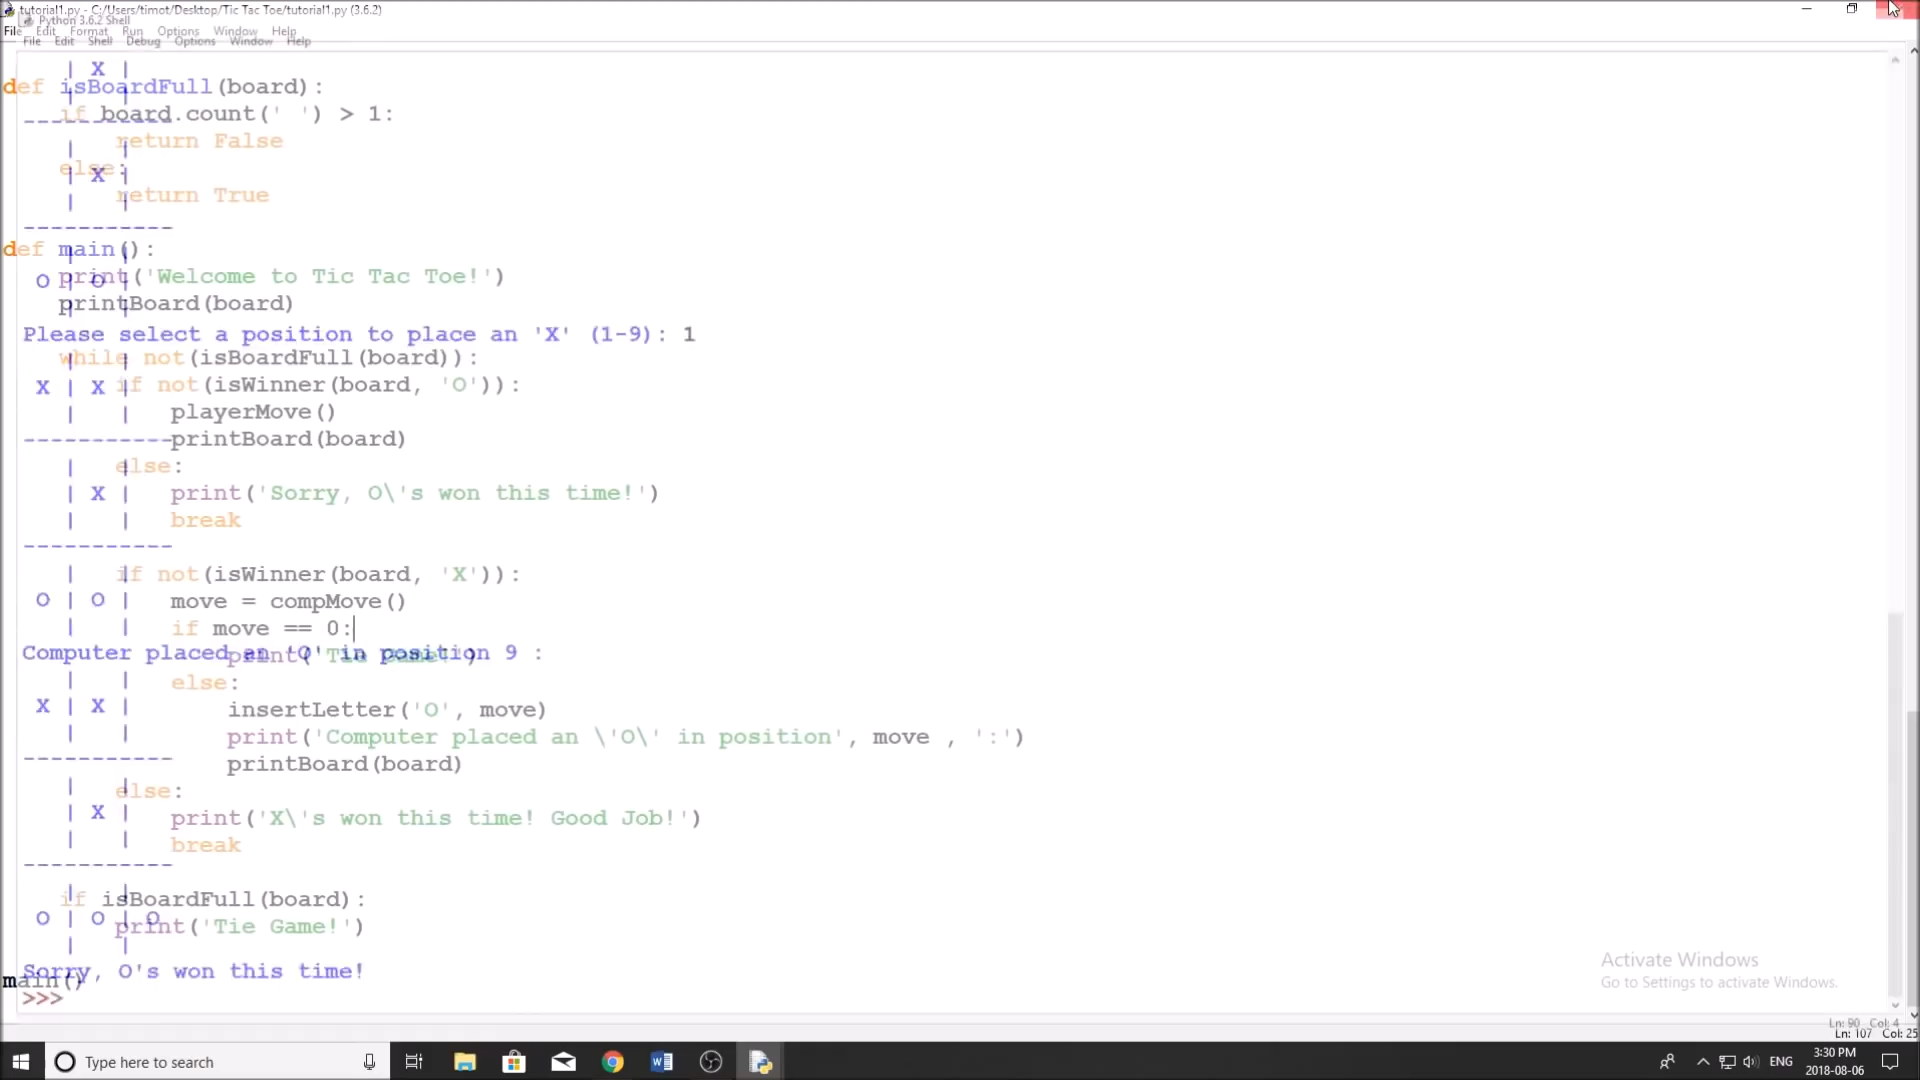 tutorial1.py - C:/Users/timot/Desktop/Tic Tac Toe/tutorial1.py (3.6.2)
Python 3.6.2 Shell
File Edit Format Run Options Window Help
File Edit Shell Debug Options Window Help
| X |
def isBoardFull(board):
if board.count(' ') > 1:
-----------
return False
| |
else:
| X |
return True
| |
-----------
def main():
| |
print('Welcome to Tic Tac Toe!')
O | O |
printBoard(board)
Please select a position to place an 'X' (1-9): 1
while not(isBoardFull(board)):
| |
if not(isWinner(board, 'O')):
X | X |
playerMove()
| |
printBoard(board)
-----------
else:
| |
print('Sorry, O\'s won this time!')
| X |
break
| |
-----------
if not(isWinner(board, 'X')):
| |
move = compMove()
O | O |
if move == 0:
| |
Computer placed an 'O' in position 9 :
print('Tie Game!')
else:
| |
insertLetter('O', move)
X | X |
print('Computer placed an \'O\' in position', move , ':')
| |
printBoard(board)
-----------
else:
| |
print('X\'s won this time! Good Job!')
| X |
break
| |
-----------
if isBoardFull(board):
| |
print('Tie Game!')
O | O | O
| |
Sorry, O's won this time!
main()
>>>
Activate Windows
Go to Settings to activate Windows.
Ln: 90 Col: 4
Ln: 107 Col: 25
Type here to search
ENG
3:30 PM
2018-08-06